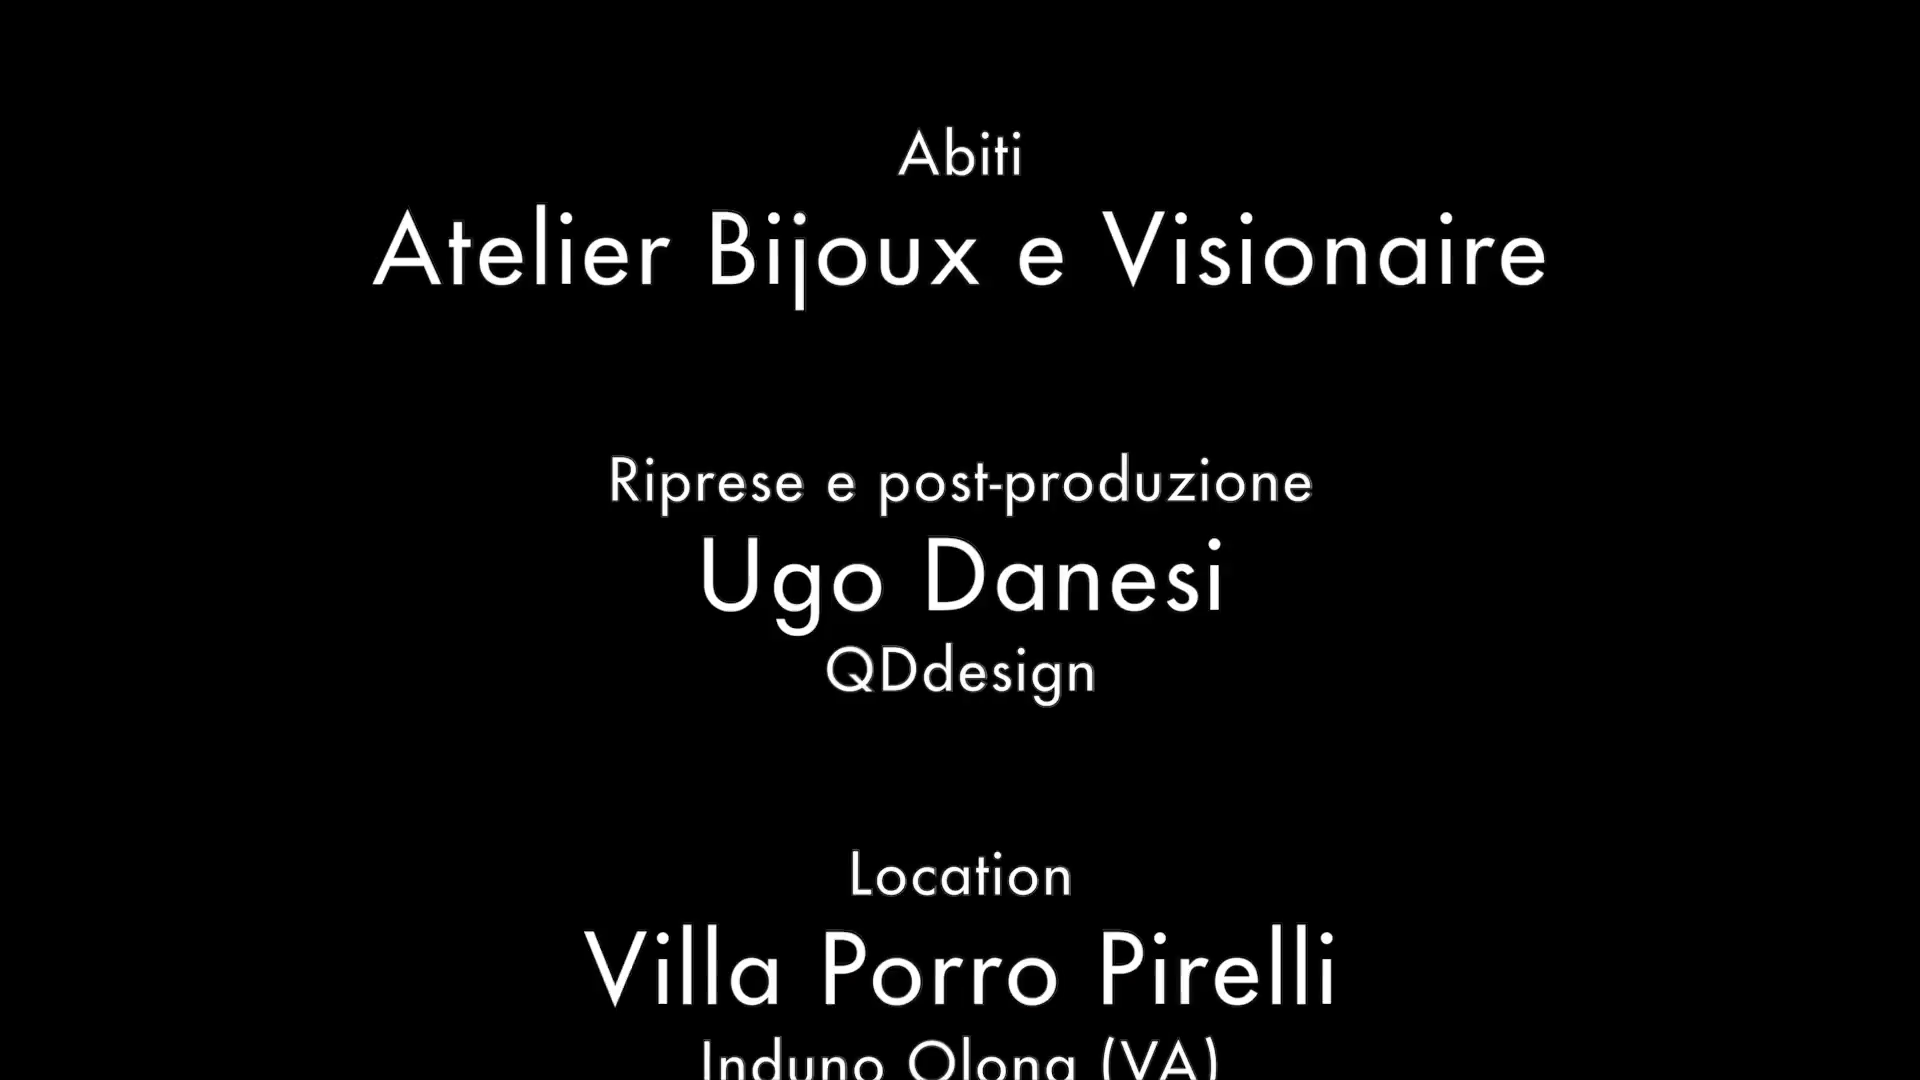 Abiti
Atelier Bijoux e Visionaire
Riprese e post-produzione
Ugo Danesi
QDdesign
Location
Villa Porro Pirelli
Induno Olona (VA)